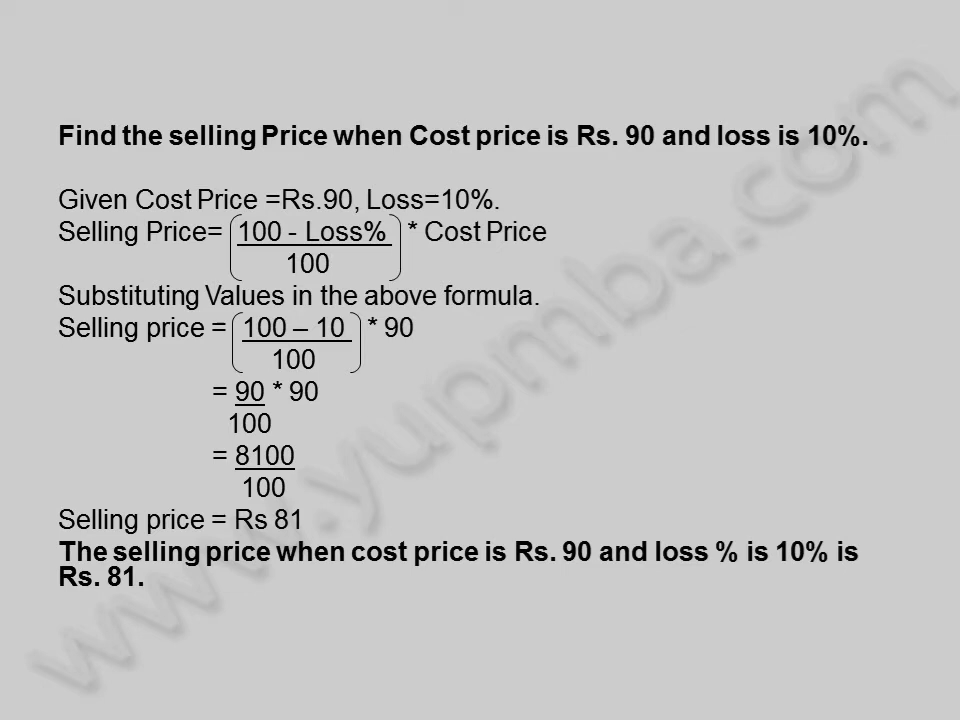 Find the selling Price when Cost price is Rs. 90 and loss is 10%.
Given Cost Price =Rs.90, Loss=10%.
Selling Price= 100 - Loss% * Cost Price
100
Substituting Values in the above formula.
Selling price = 100 – 10 * 90
100
= 90 * 90
100
= 8100
100
Selling price = Rs 81
The selling price when cost price is Rs. 90 and loss % is 10% is
Rs. 81.
www.yupmba.com